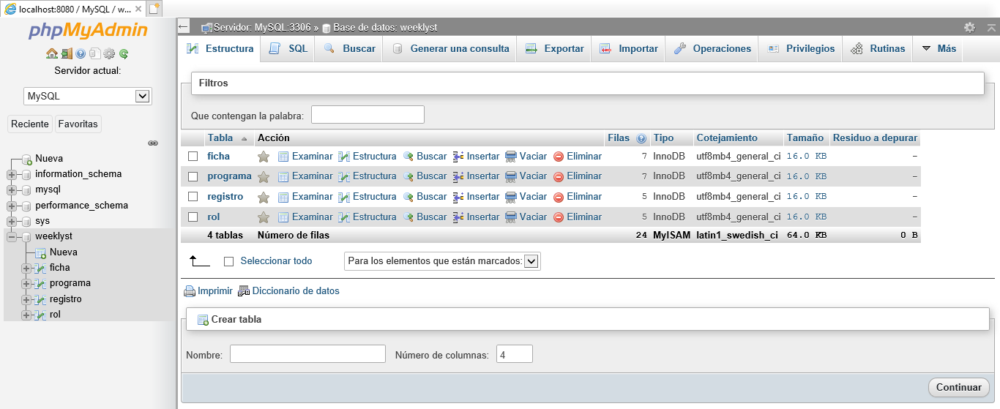 localhost:8080 / MySQL / w...
phpMyAdmin
Servidor actual:
MySQL
Reciente Favoritas
Nueva
information_schema
mysql
performance_schema
sys
weeklyst
Nueva
ficha
programa
registro
rol
Servidor: MySQL:3306 » Base de datos: weeklyst
Estructura SQL Buscar Generar una consulta Exportar Importar Operaciones Privilegios Rutinas Más
Filtros
Que contengan la palabra:
Tabla Acción Filas Tipo Cotejamiento Tamaño Residuo a depurar
ficha Examinar Estructura Buscar Insertar Vaciar Eliminar 7 InnoDB utf8mb4_general_ci 16.0 KB -
programa Examinar Estructura Buscar Insertar Vaciar Eliminar 7 InnoDB utf8mb4_general_ci 16.0 KB -
registro Examinar Estructura Buscar Insertar Vaciar Eliminar 5 InnoDB utf8mb4_general_ci 16.0 KB -
rol Examinar Estructura Buscar Insertar Vaciar Eliminar 5 InnoDB utf8mb4_general_ci 16.0 KB -
4 tablas Número de filas 24 MyISAM latin1_swedish_ci 64.0 KB 0 B
Seleccionar todo Para los elementos que están marcados:
Imprimir Diccionario de datos
Crear tabla
Nombre: Número de columnas: 4
Continuar